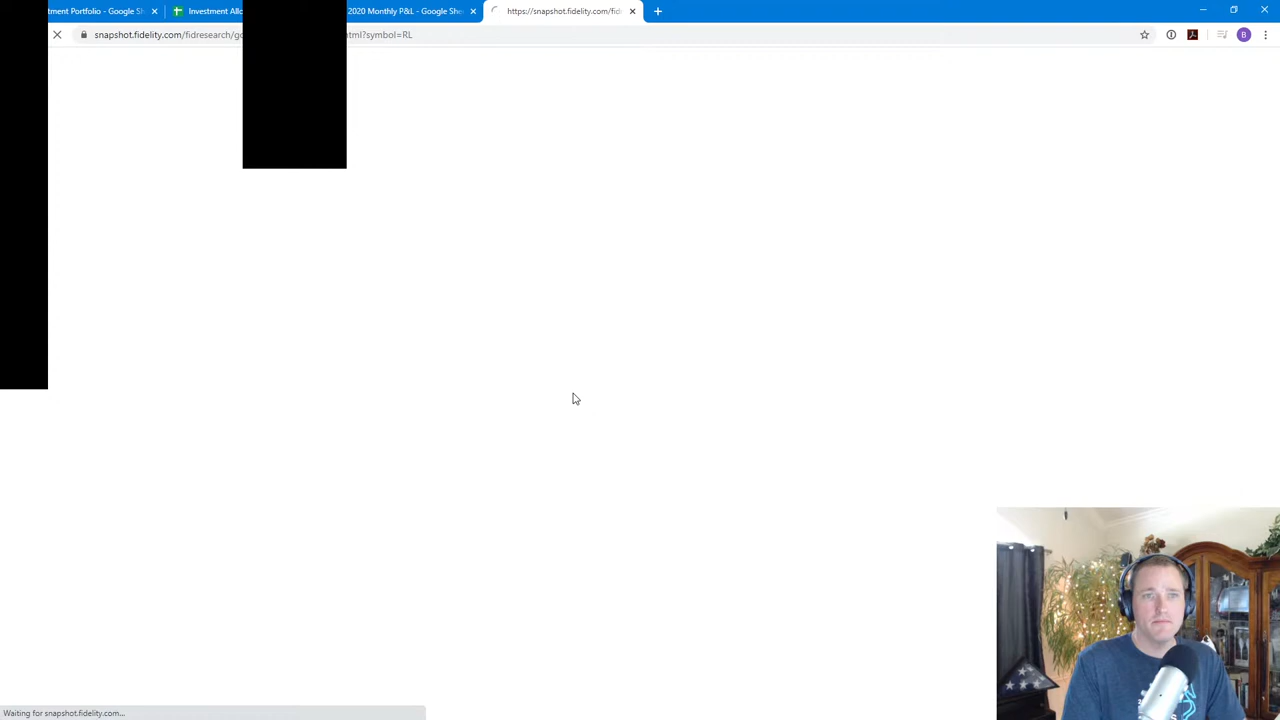 tment Portfolio - Google Sh
Investment Allo
2020 Monthly P&L - Google She
https://snapshot.fidelity.com/fid
snapshot.fidelity.com/fidresearch/go
html?symbol=RL
B
Waiting for snapshot.fidelity.com...